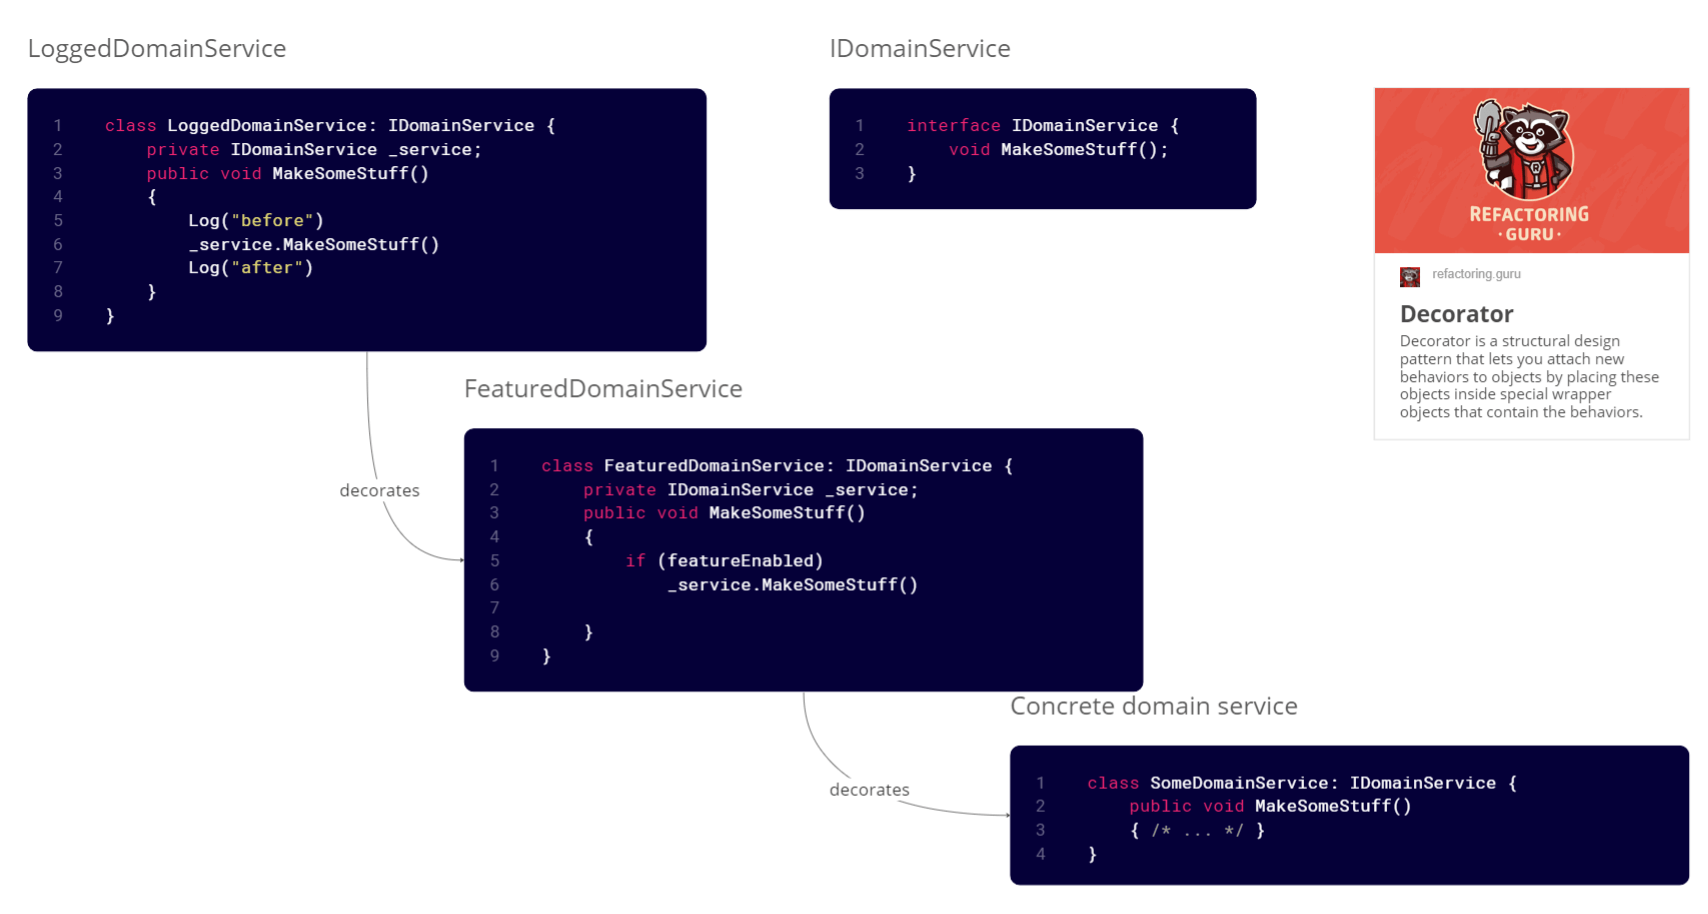 LoggedDomainService
1 class LoggedDomainService: IDomainService {
2     private IDomainService _service;
3     public void MakeSomeStuff()
4     {
5         Log("before")
6         _service.MakeSomeStuff()
7         Log("after")
8     }
9 }
IDomainService
1 interface IDomainService {
2     void MakeSomeStuff();
3 }
REFACTORING
·GURU·
refactoring.guru
Decorator
Decorator is a structural design
pattern that lets you attach new
behaviors to objects by placing these
objects inside special wrapper
objects that contain the behaviors.
decorates
FeaturedDomainService
1 class FeaturedDomainService: IDomainService {
2     private IDomainService _service;
3     public void MakeSomeStuff()
4     {
5         if (featureEnabled)
6             _service.MakeSomeStuff()
7
8     }
9 }
decorates
Concrete domain service
1 class SomeDomainService: IDomainService {
2     public void MakeSomeStuff()
3     { /* ... */ }
4 }